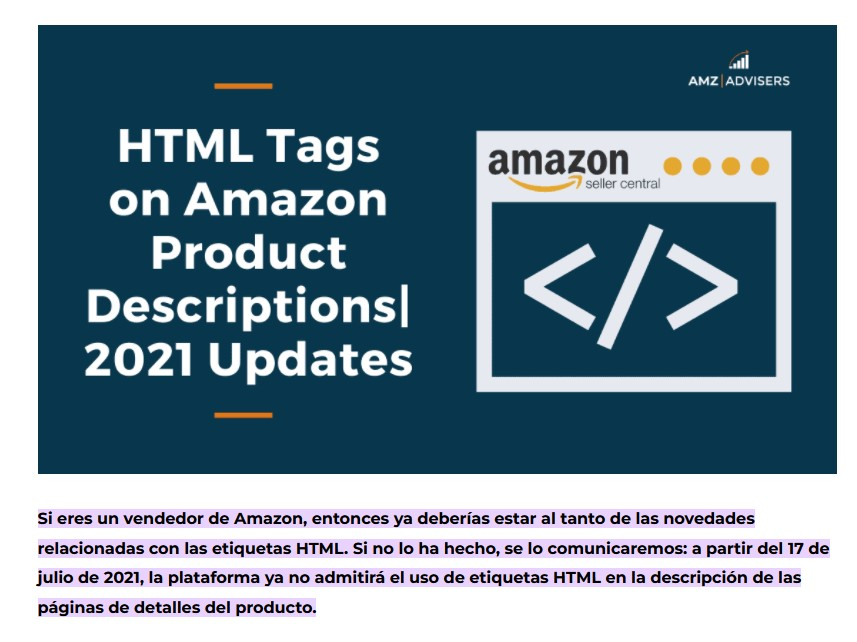 AMZ|ADVISERS
HTML Tags
on Amazon
Product
Descriptions|
2021 Updates
amazon
seller central
</>
Si eres un vendedor de Amazon, entonces ya deberías estar al tanto de las novedades
relacionadas con las etiquetas HTML. Si no lo ha hecho, se lo comunicaremos: a partir del 17 de
julio de 2021, la plataforma ya no admitirá el uso de etiquetas HTML en la descripción de las
páginas de detalles del producto.